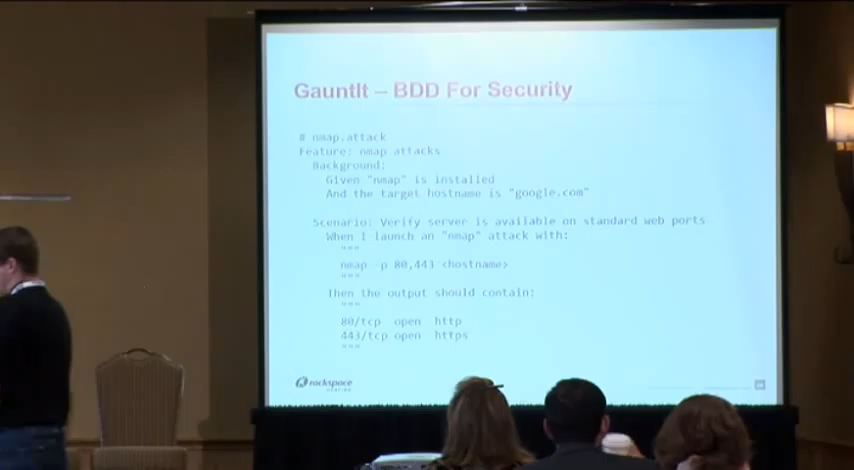 Gauntlt – BDD For Security
# nmap.attack
Feature: nmap attacks
Background:
Given "nmap" is installed
And the target hostname is "google.com"
Scenario: Verify server is available on standard web ports
When I launch an "nmap" attack with:
"""
nmap -p 80,443 <hostname>
"""
Then the output should contain:
"""
80/tcp open http
443/tcp open https
"""
rackspace
HOSTING